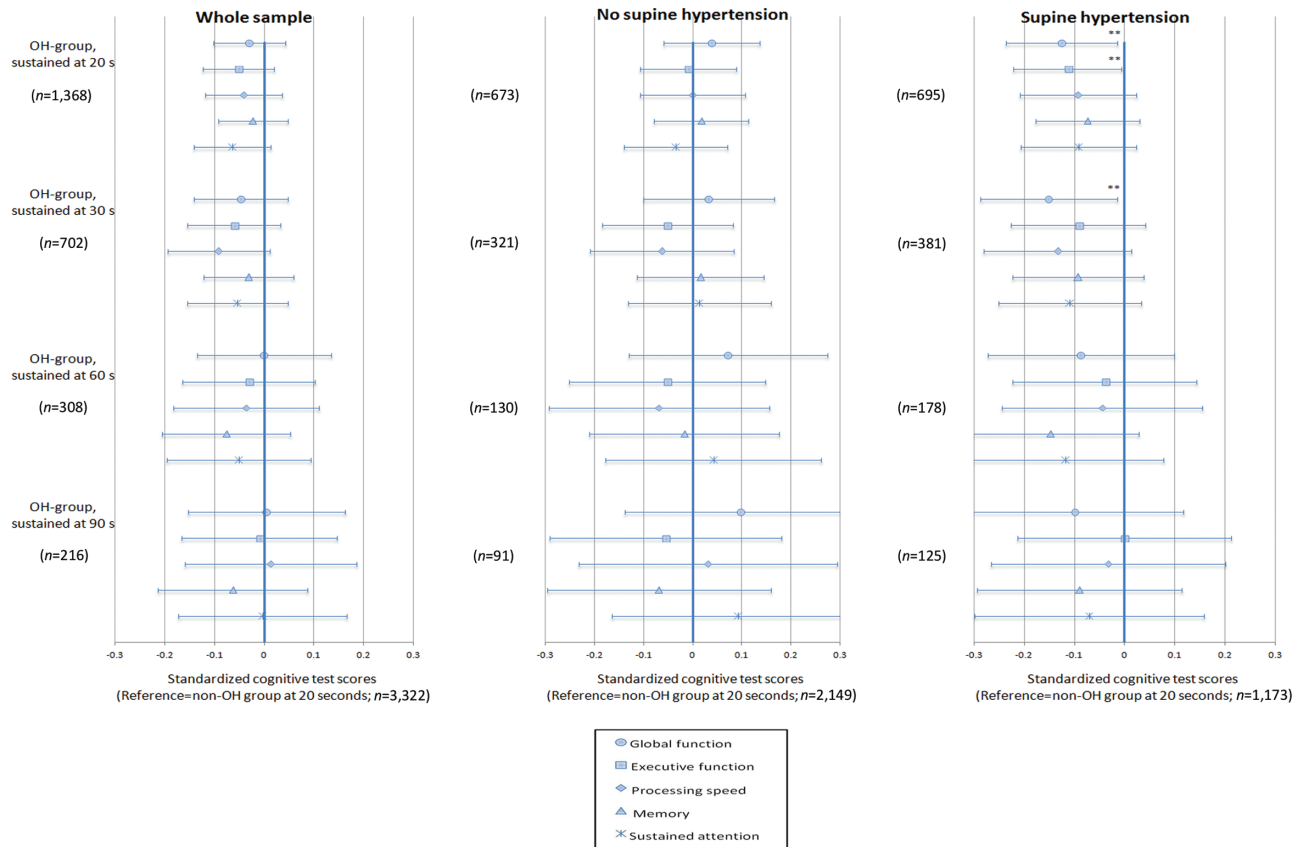 Whole sample
No supine hypertension
Supine hypertension
OH-group,
sustained at 20 s
(n=1,368)
(n=673)
(n=695)
**
**
OH-group,
sustained at 30 s
(n=702)
(n=321)
(n=381)
**
OH-group,
sustained at 60 s
(n=308)
(n=130)
(n=178)
OH-group,
sustained at 90 s
(n=216)
(n=91)
(n=125)
-0.3 -0.2 -0.1 0 0.1 0.2 0.3
-0.3 -0.2 -0.1 0 0.1 0.2 0.3
-0.3 -0.2 -0.1 0 0.1 0.2 0.3
Standardized cognitive test scores
(Reference=non-OH group at 20 seconds; n=3,322)
Standardized cognitive test scores
(Reference=non-OH group at 20 seconds; n=2,149)
Standardized cognitive test scores
(Reference=non-OH group at 20 seconds; n=1,173)
Global function
Executive function
Processing speed
Memory
Sustained attention